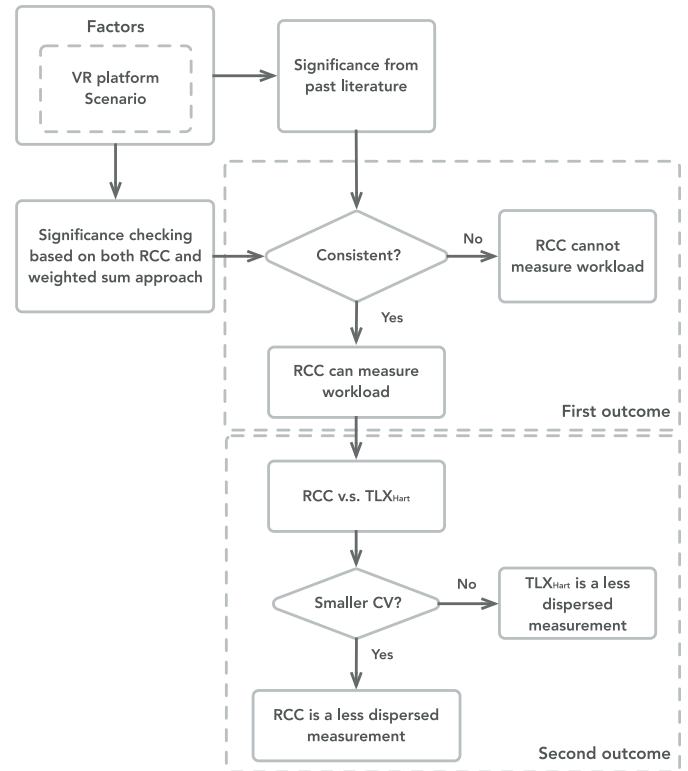 Factors
VR platform
Scenario
Significance from
past literature
Significance checking
based on both RCC and
weighted sum approach
Consistent?
No
RCC cannot
measure workload
Yes
RCC can measure
workload
First outcome
RCC v.s. TLXHart
Smaller CV?
No
TLXHart is a less
dispersed
measurement
Yes
RCC is a less dispersed
measurement
Second outcome